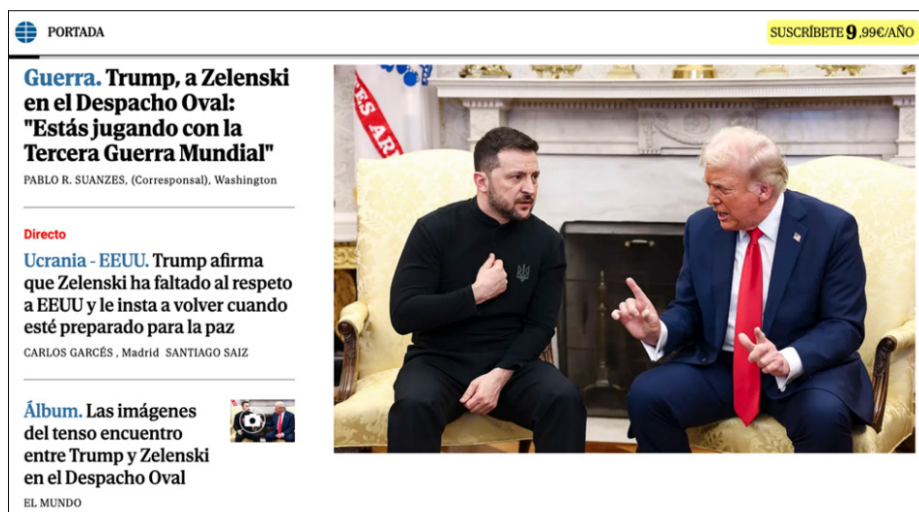 PORTADA
SUSCRÍBETE 9,99€/AÑO
Guerra. Trump, a Zelenski
en el Despacho Oval:
"Estás jugando con la
Tercera Guerra Mundial"
PABLO R. SUANZES, (Corresponsal), Washington
Directo
Ucrania - EEUU. Trump afirma
que Zelenski ha faltado al respeto
a EEUU y le insta a volver cuando
esté preparado para la paz
CARLOS GARCÉS , Madrid SANTIAGO SAIZ
Álbum. Las imágenes
del tenso encuentro
entre Trump y Zelenski
en el Despacho Oval
EL MUNDO
ES AR